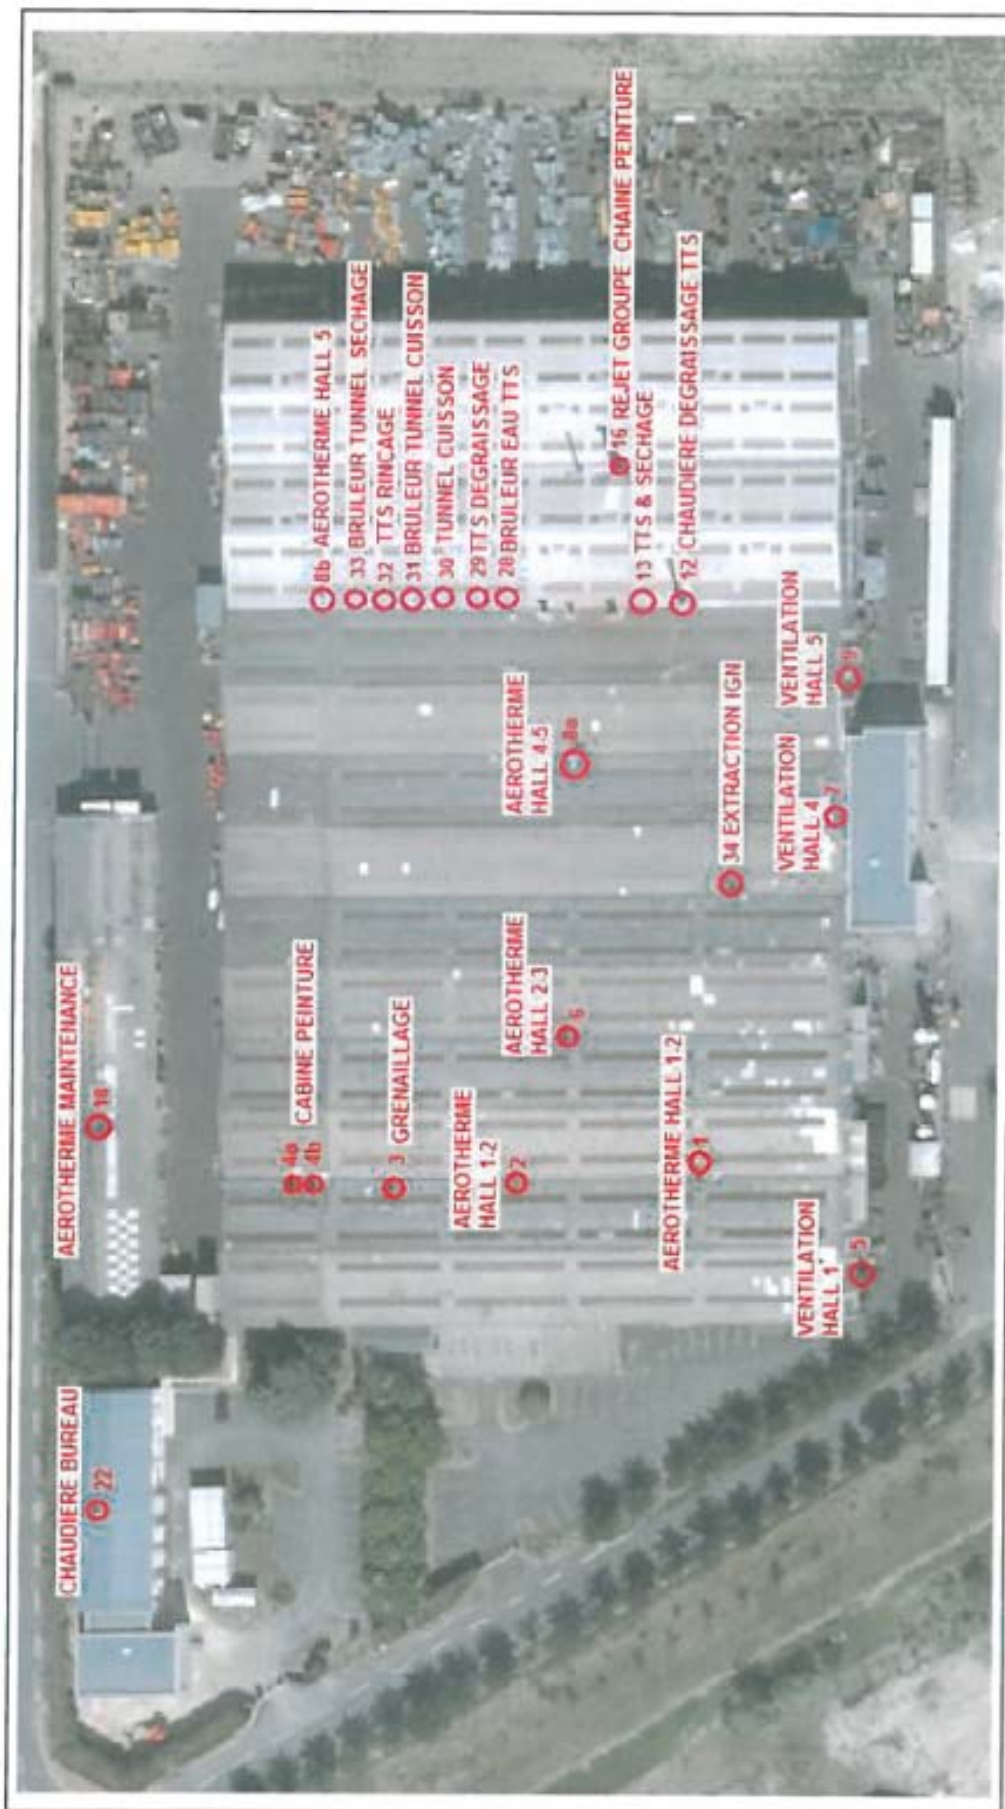 CHAUDIERE BUREAU
22
AEROTHERME MAINTENANCE
18
4a
4b
CABINE PEINTURE
3 GRENAILLAGE
AEROTHERME
HALL 1-2
2
AEROTHERME HALL 1-2
1
VENTILATION
HALL 1
5
AEROTHERME
HALL 2-3
6
34 EXTRACTION IGN
AEROTHERME
HALL 4-5
8a
VENTILATION
HALL 4
7
VENTILATION
HALL 5
9
8b AEROTHERME HALL 5
33 BRULEUR TUNNEL SECHAGE
32 TTS RINCAGE
31 BRULEUR TUNNEL CUISSON
30 TUNNEL CUISSON
29 TTS DEGRAISSAGE
28 BRULEUR EAU TTS
16 REJET GROUPE CHAINE PEINTURE
13 TTS & SECHAGE
12 CHAUDIERE DEGRAISSAGE TTS